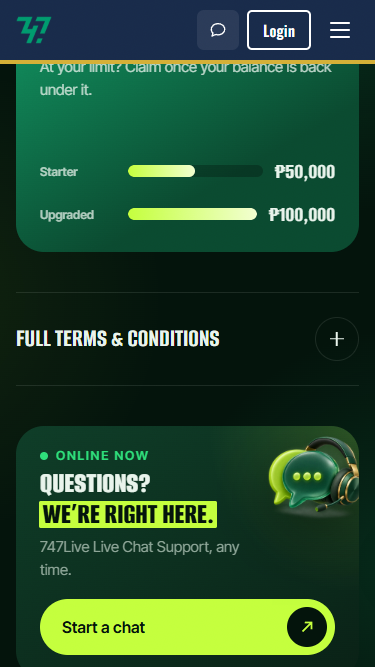 747
Login
At your limit? Claim once your balance is back
under it.
Starter
₱50,000
Upgraded
₱100,000
FULL TERMS & CONDITIONS
ONLINE NOW
QUESTIONS?
WE'RE RIGHT HERE.
747Live Live Chat Support, any
time.
Start a chat